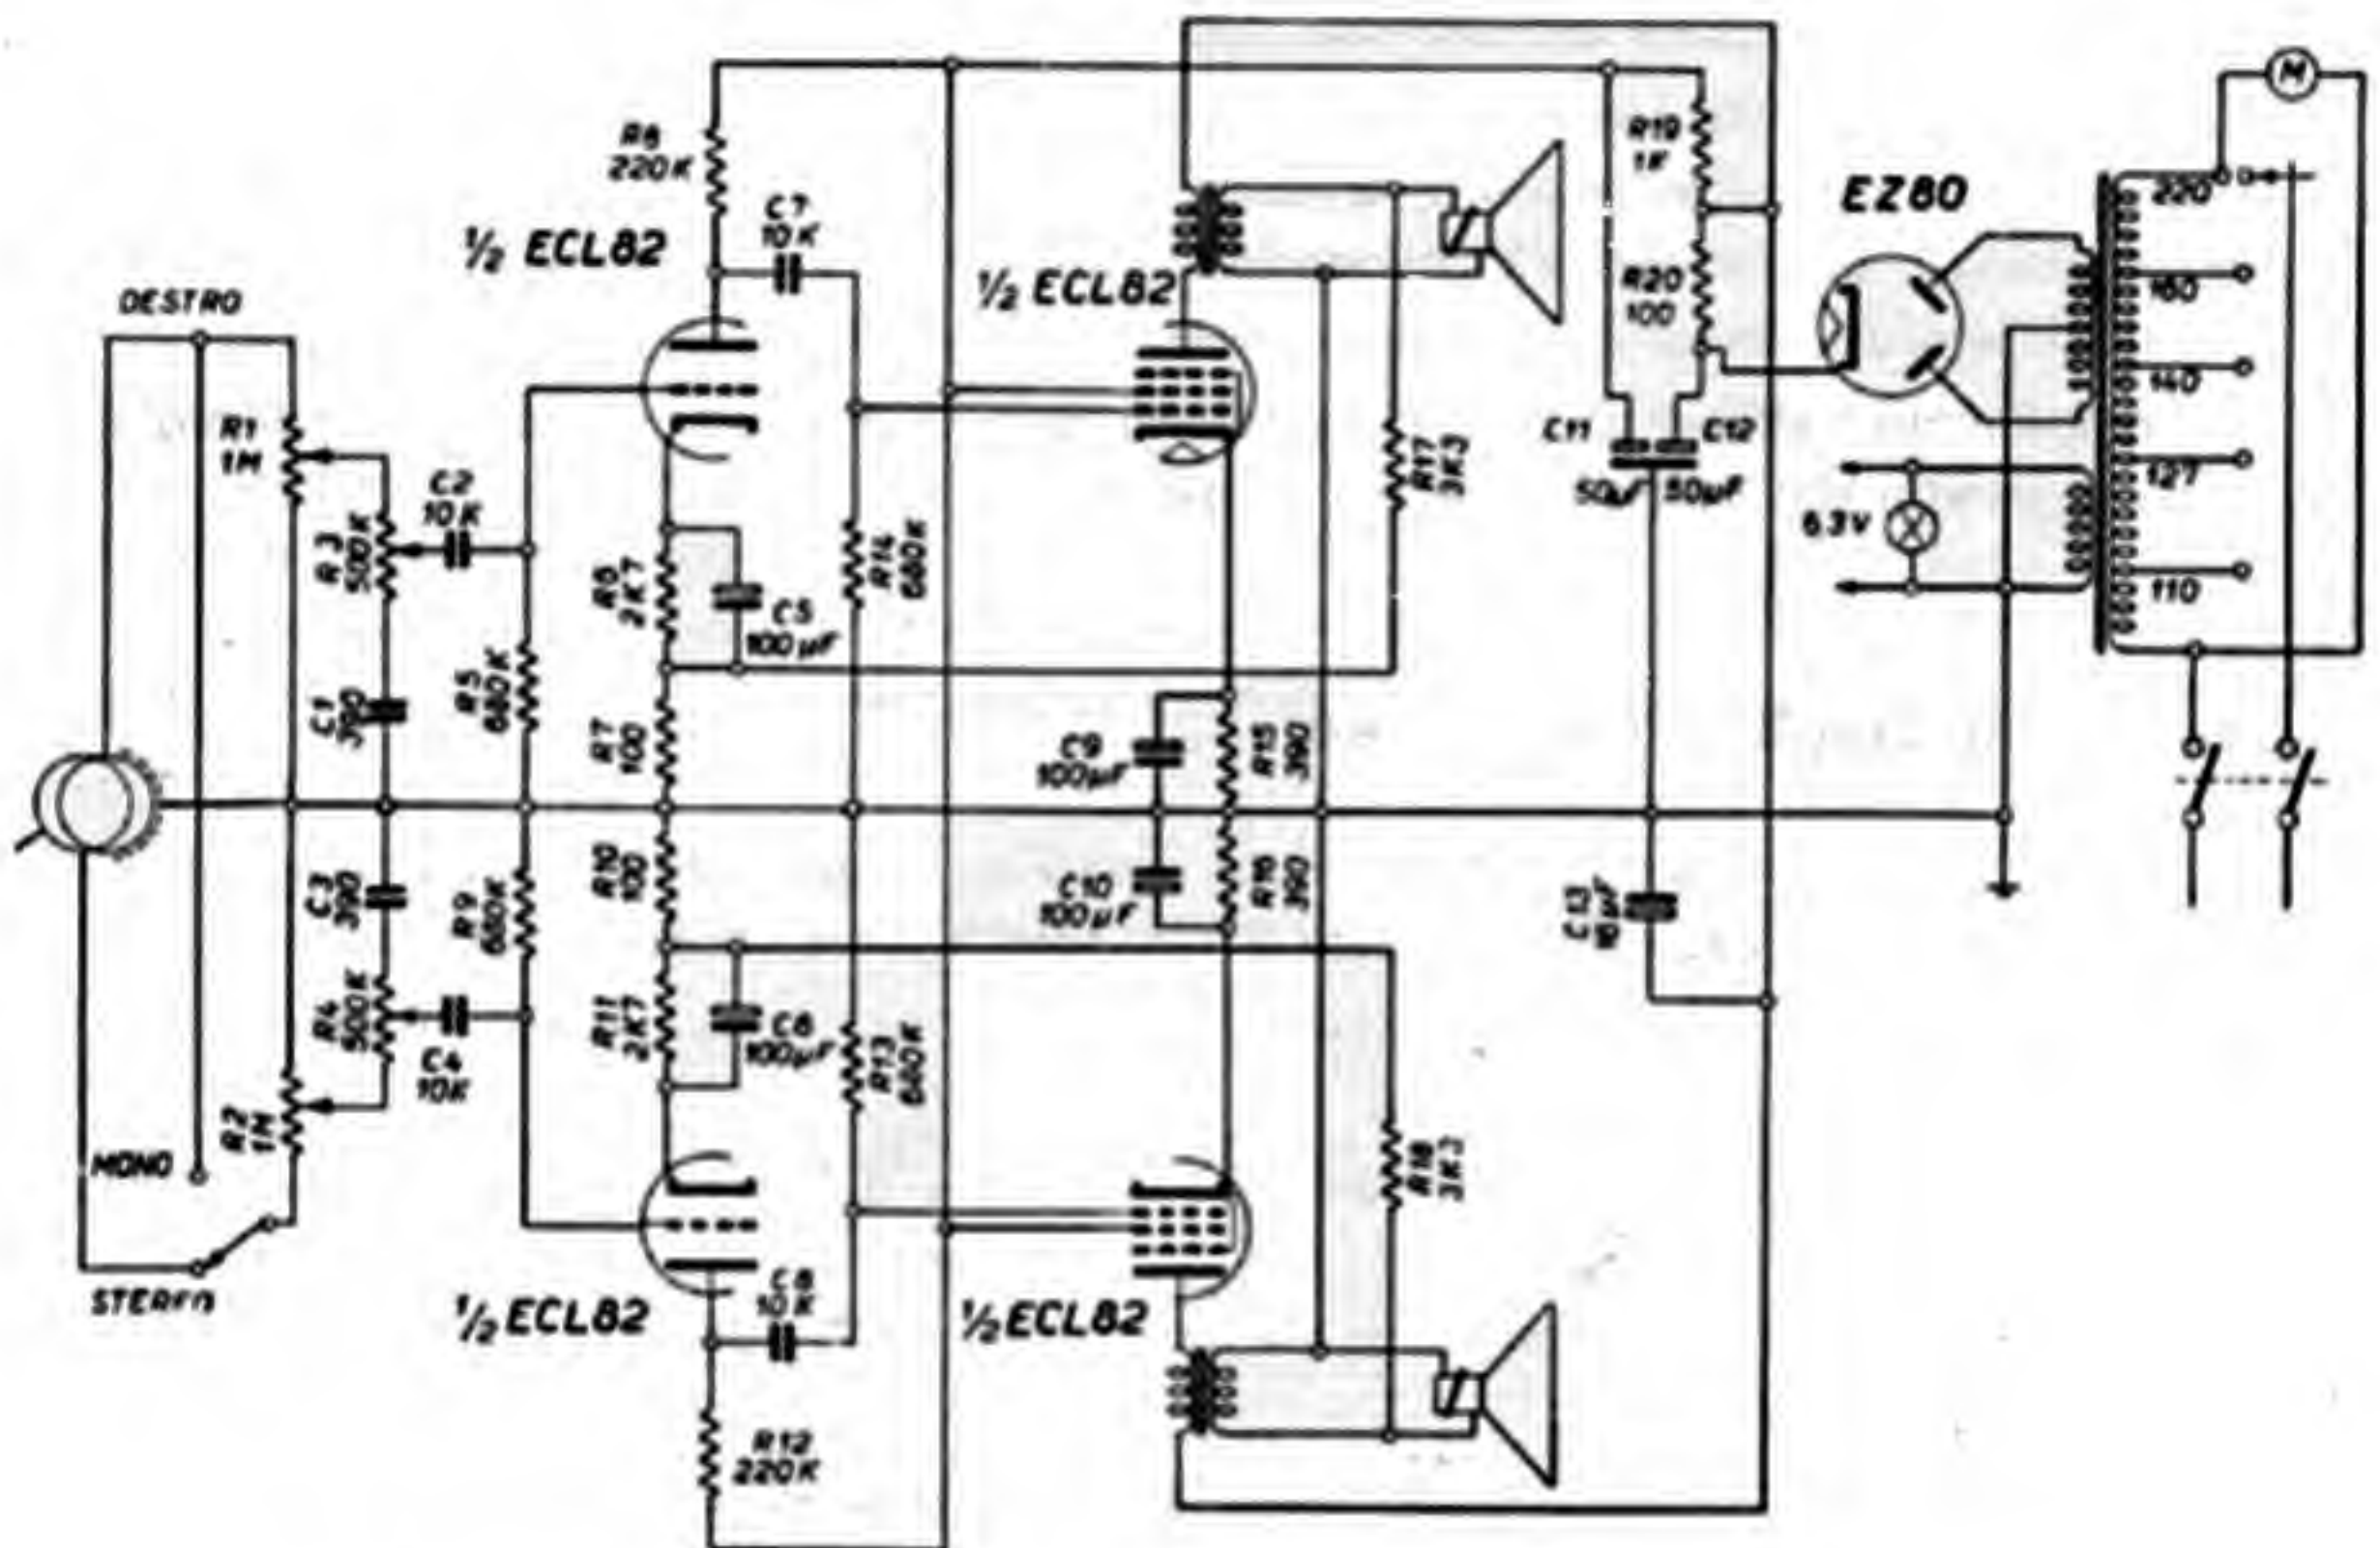 R8
220K
C7
10K
½ ECL82
½ ECL82
DESTRO
R1
1M
C2
10K
R3
500K
C1
390
R5
680K
R6
2K7
C5
100µF
R14
680K
R7
100
R10
100
C3
390
R9
680K
R4
500K
C4
10K
R2
1M
MONO
STEREO
R11
2K7
C6
100µF
R13
680K
½ ECL82
C8
10K
½ ECL82
R12
220K
C9
100µF
R15
390
C10
100µF
R16
390
R17
3K3
R18
3K3
R19
1K
R20
100
C11
50µF
C12
50µF
C13
EZ80
6.3V
M
220
160
140
127
110